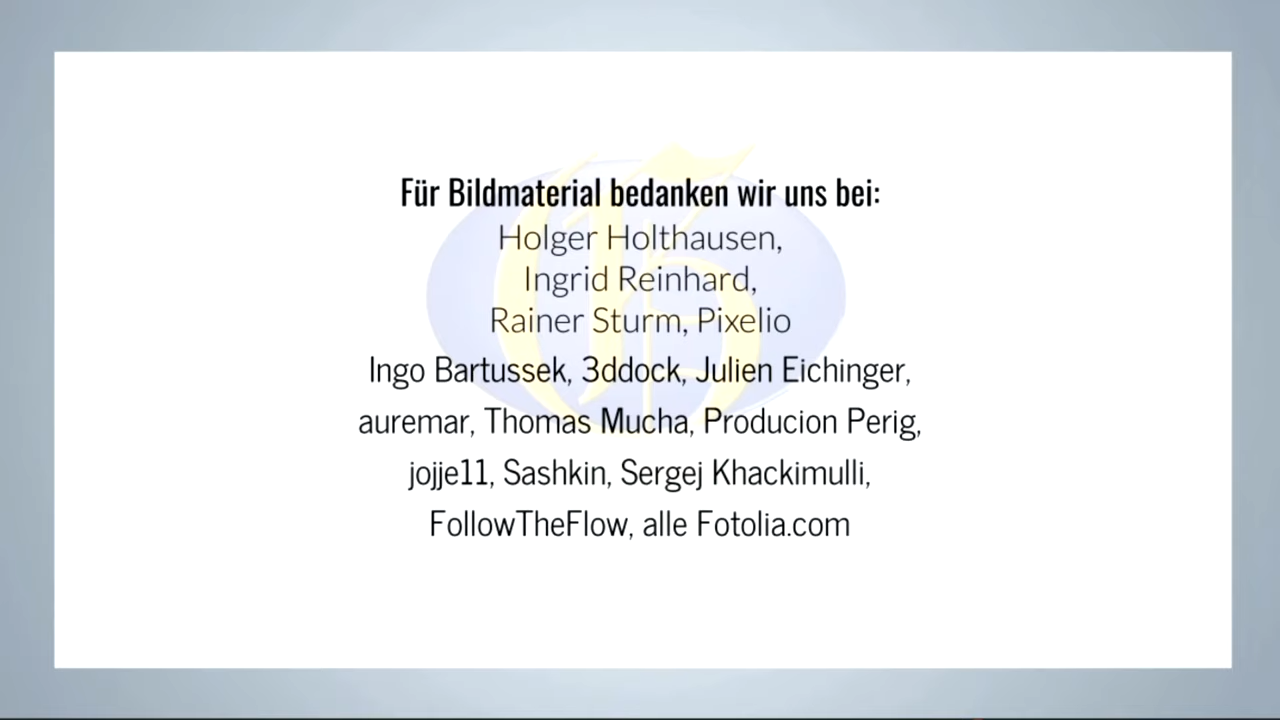 Für Bildmaterial bedanken wir uns bei:
Holger Holthausen,
Ingrid Reinhard,
Rainer Sturm, Pixelio
Ingo Bartussek, 3ddock, Julien Eichinger,
auremar, Thomas Mucha, Producion Perig,
jojje11, Sashkin, Sergej Khackimulli,
FollowTheFlow, alle Fotolia.com